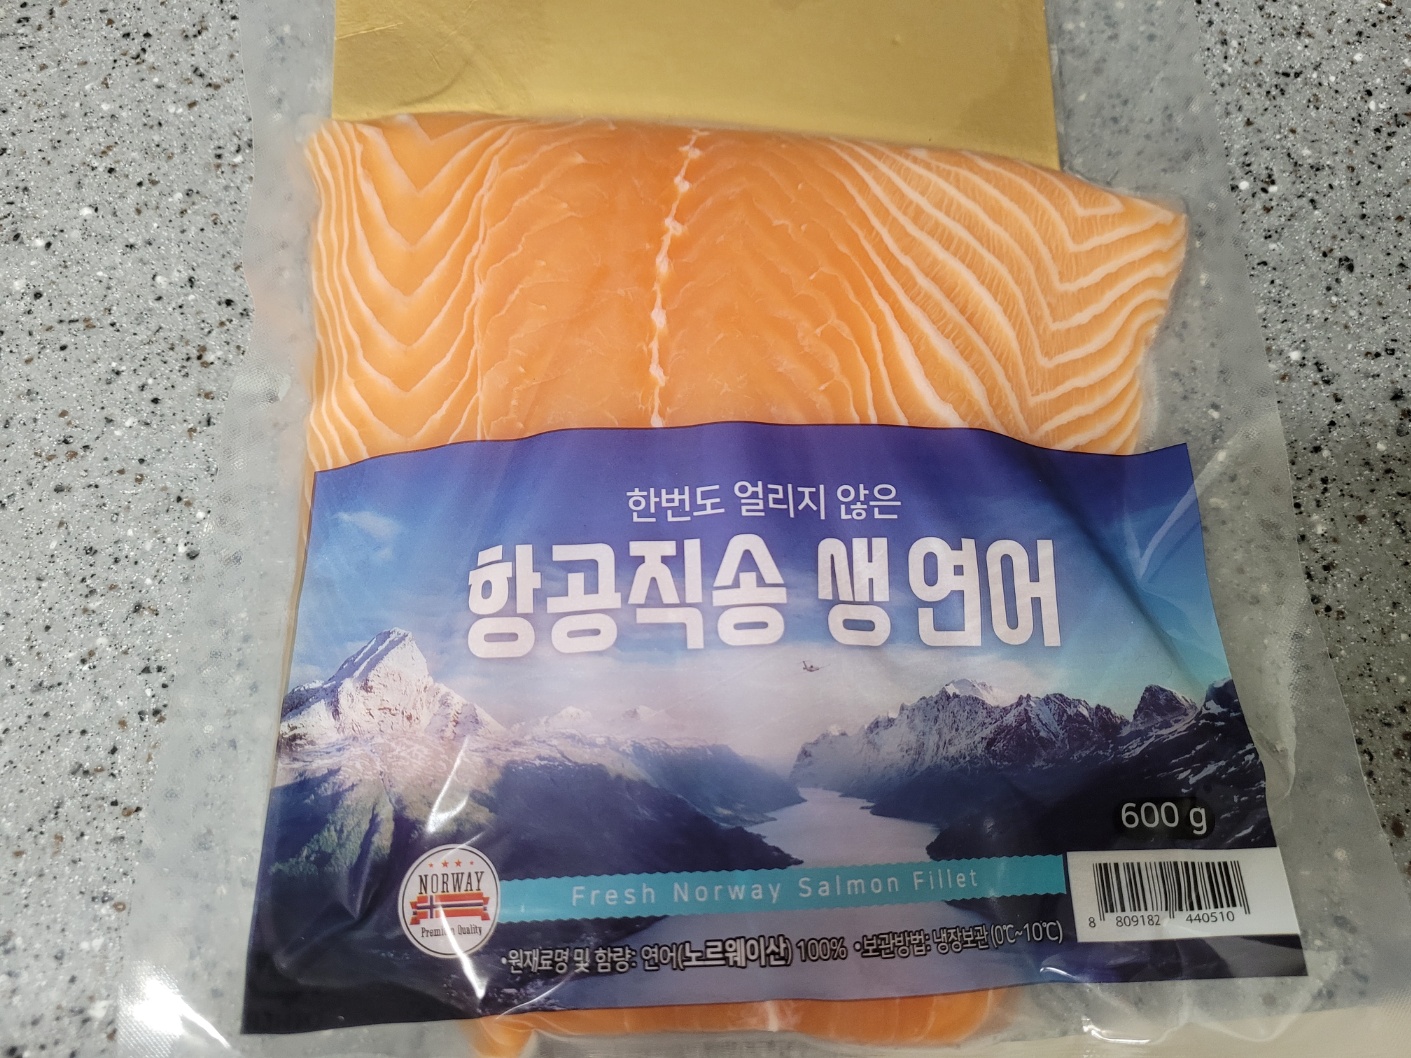 한번도 얼리지 않은
항공직송 생연어
600 g
NORWAY
Premium Quality
Fresh Norway Salmon Fillet
8 809182 440510
•원재료명 및 함량: 연어(노르웨이산) 100% •보관방법: 냉장보관 (0℃~10℃)